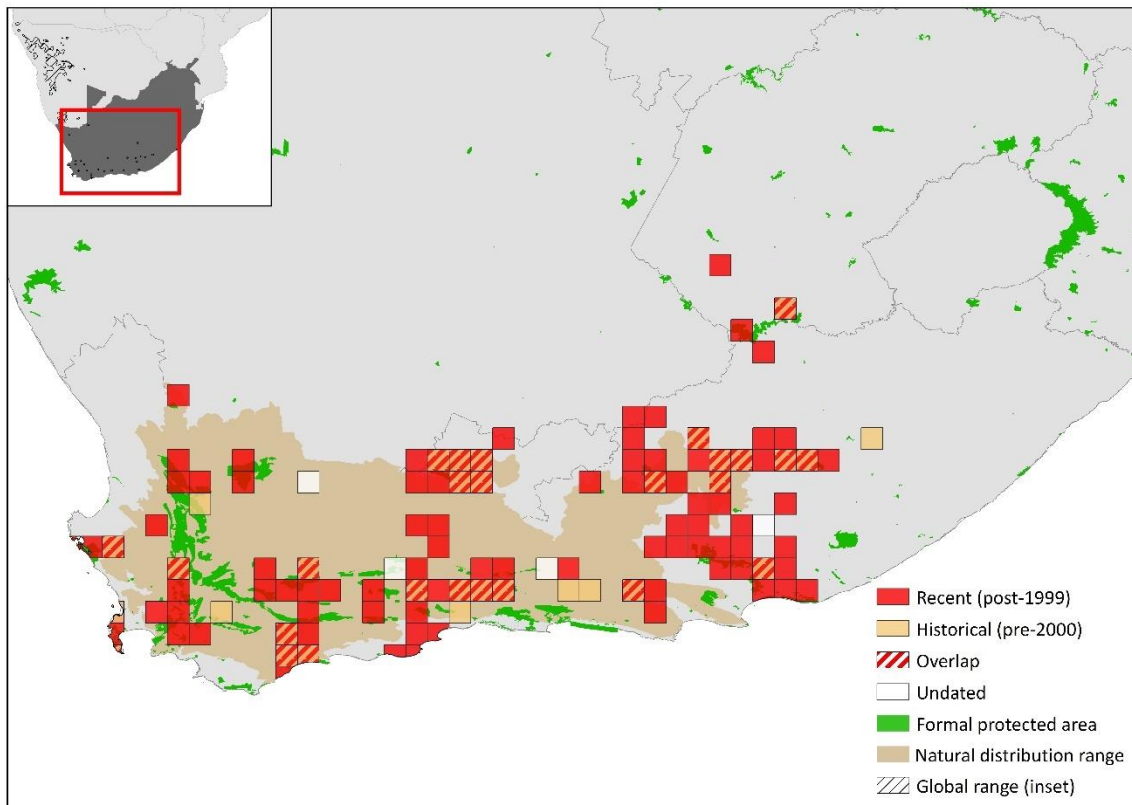 Recent (post-1999)
Historical (pre-2000)
Overlap
Undated
Formal protected area
Natural distribution range
Global range (inset)